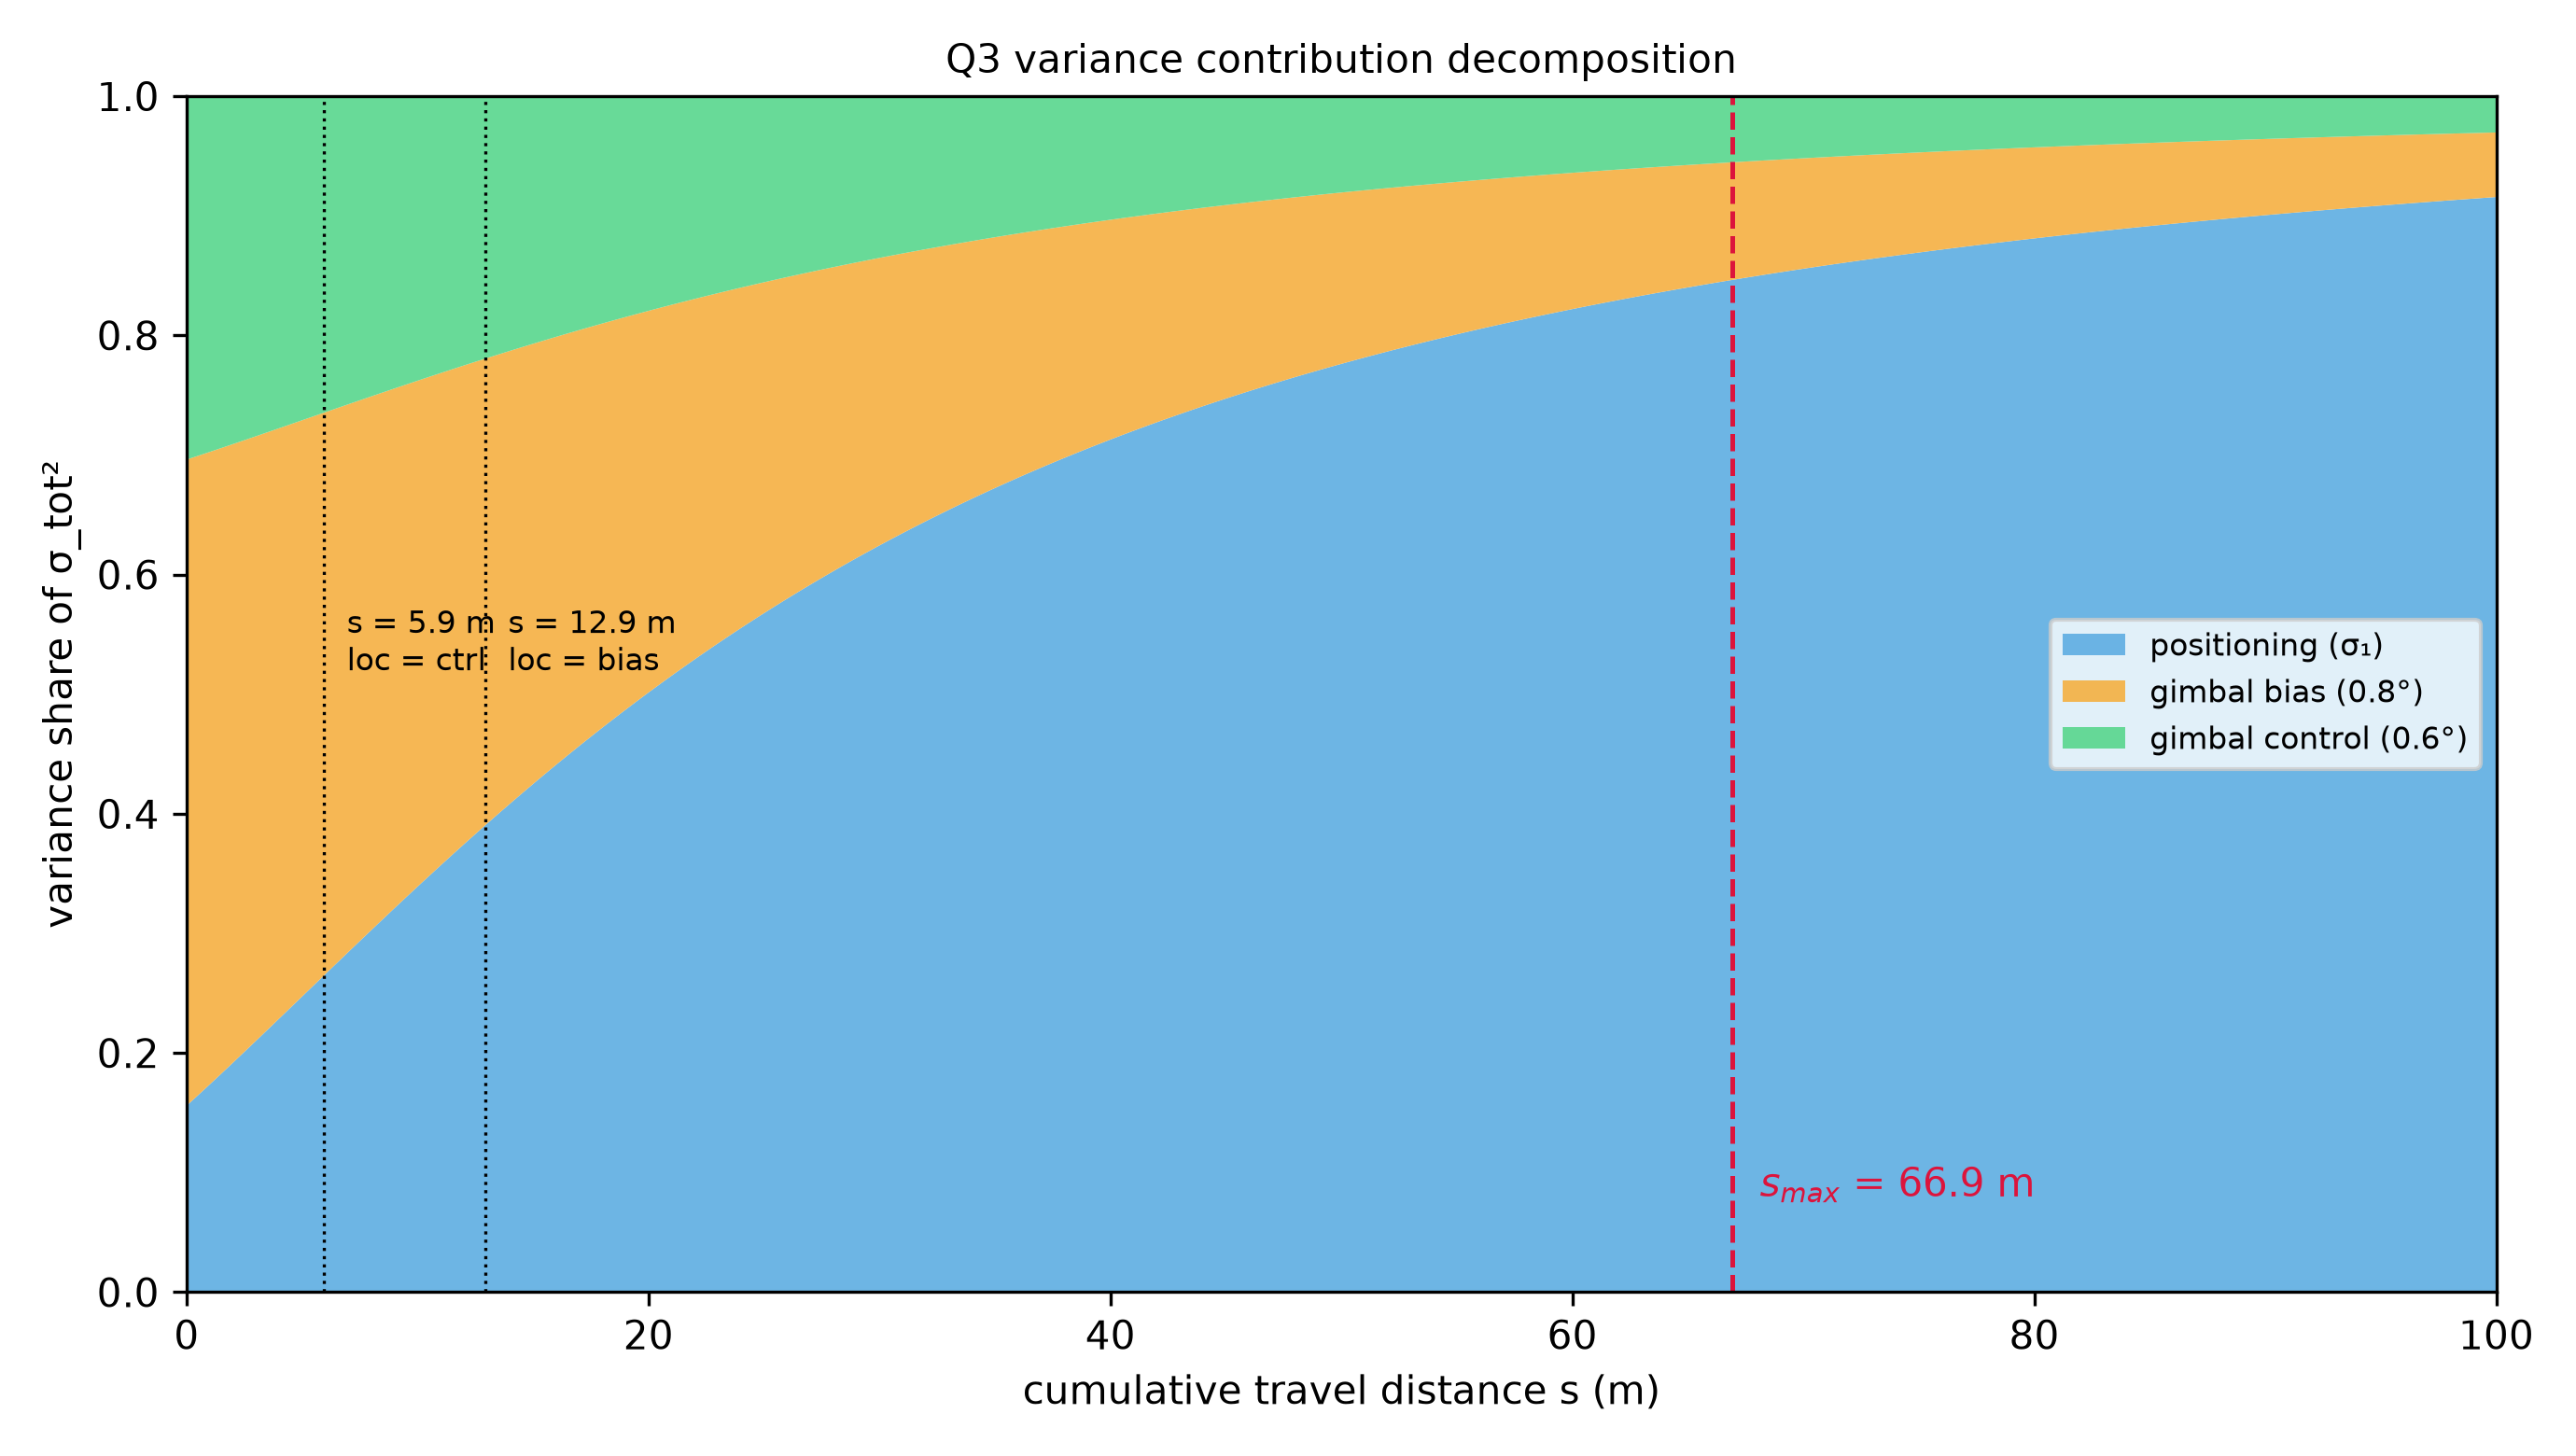 Q3 variance contribution decomposition
variance share of σ_tot²
1.0
0.8
0.6
0.4
0.2
0.0
s = 5.9 m
loc = ctrl
s = 12.9 m
loc = bias
positioning (σ₁)
gimbal bias (0.8°)
gimbal control (0.6°)
s_max = 66.9 m
0 20 40 60 80 100
cumulative travel distance s (m)